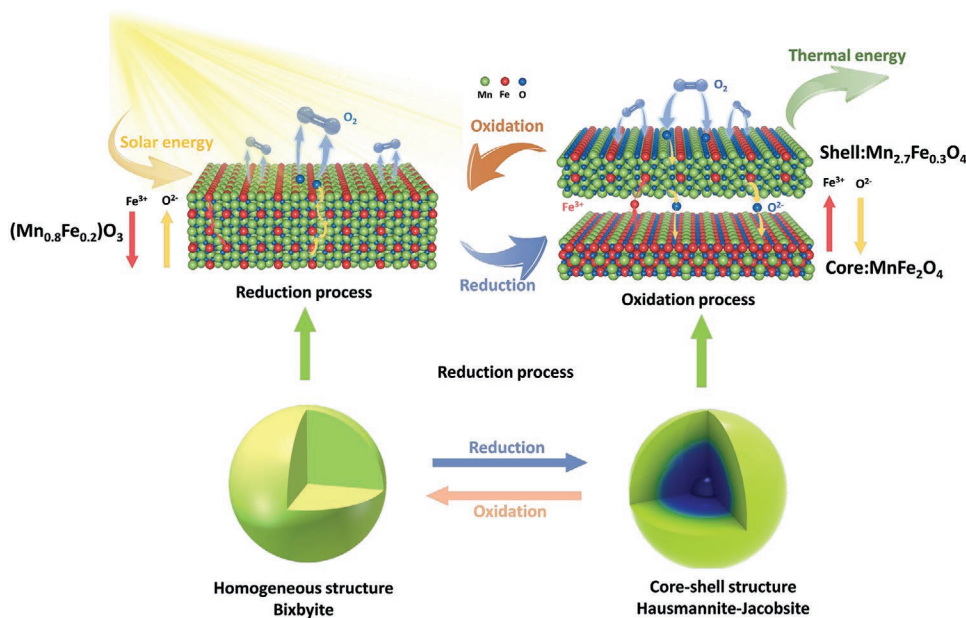 Thermal energy
O₂
Mn Fe O
O₂
Solar energy
Oxidation
Shell:Mn₂.₇Fe₀.₃O₄
Fe³⁺ O²⁻
Fe³⁺ O²⁻
Fe³⁺
O²⁻
(Mn₀.₈Fe₀.₂)O₃
Core:MnFe₂O₄
Reduction
Reduction process
Oxidation process
Reduction process
Reduction
Oxidation
Homogeneous structure
Bixbyite
Core-shell structure
Hausmannite-Jacobsite